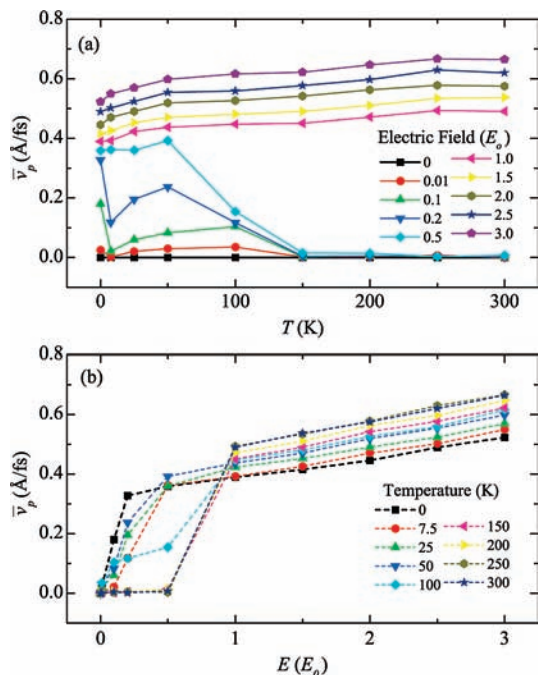 (a)
0.8
0.6
0.4
0.2
0.0
v̄p (Å/fs)
Electric Field (Eo)
0 1.0
0.01 1.5
0.1 2.0
0.2 2.5
0.5 3.0
0 50 100 150 200 250 300
T (K)
(b)
0.8
0.6
0.4
0.2
0.0
v̄p (Å/fs)
Temperature (K)
0 150
7.5 200
25 250
50 300
100
0 1 2 3
E (Eo)